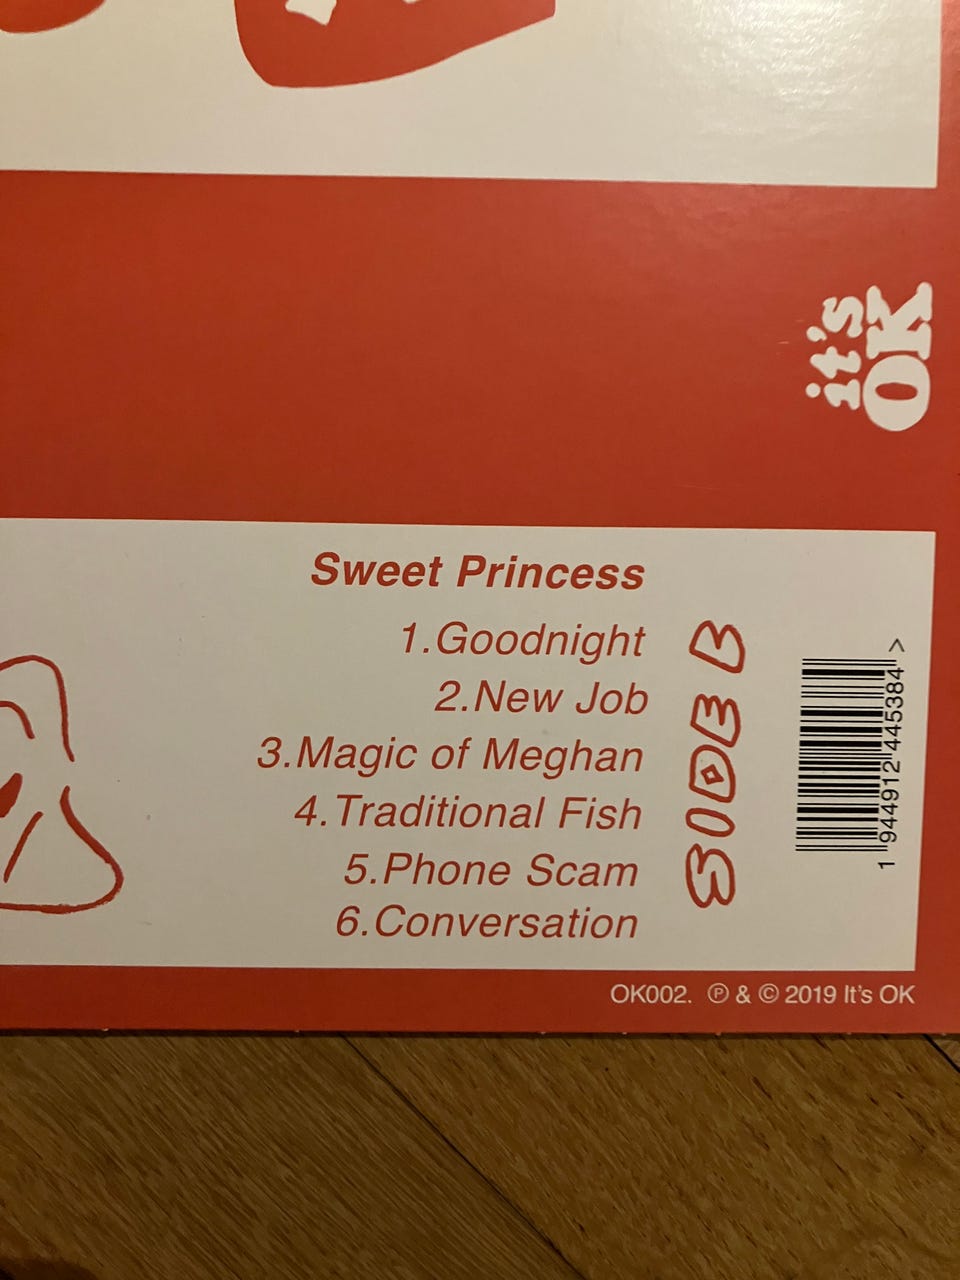 it's
OK
Sweet Princess
1.Goodnight
2.New Job
3.Magic of Meghan
4.Traditional Fish
5.Phone Scam
6.Conversation
SIDE B
1 944912 445384 >
OK002. ℗ & © 2019 It's OK